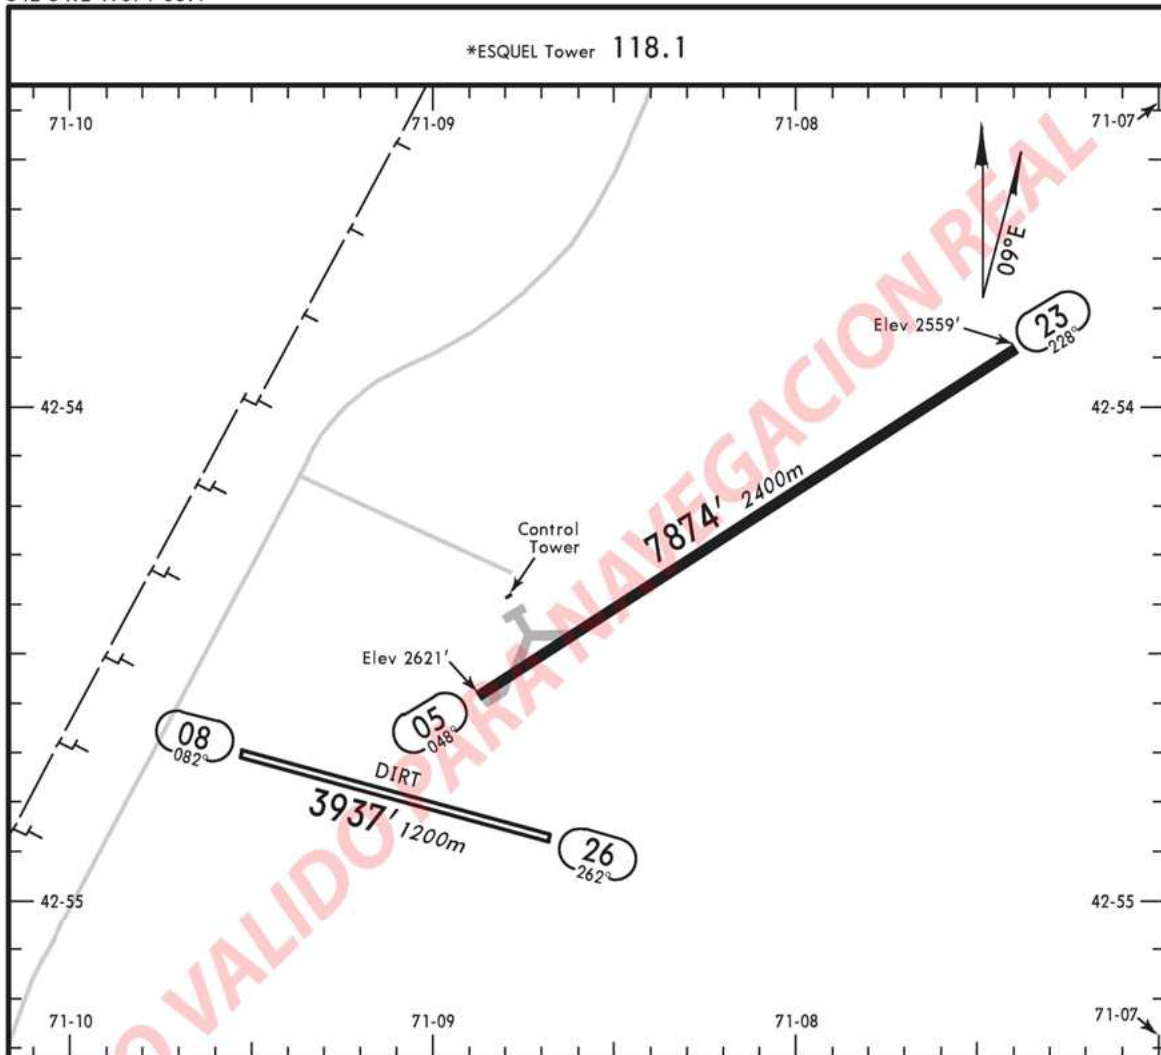 *ESQUEL Tower 118.1
71-10
71-09
71-08
71-07
09°E
23
228°
Elev 2559'
42-54
42-54
7874' 2400m
Control
Tower
Elev 2621'
05
048°
08
082°
DIRT
3937' 1200m
26
262°
42-55
42-55
71-10
71-09
71-08
71-07
O VALIDO PARA NAVEGACION REAL